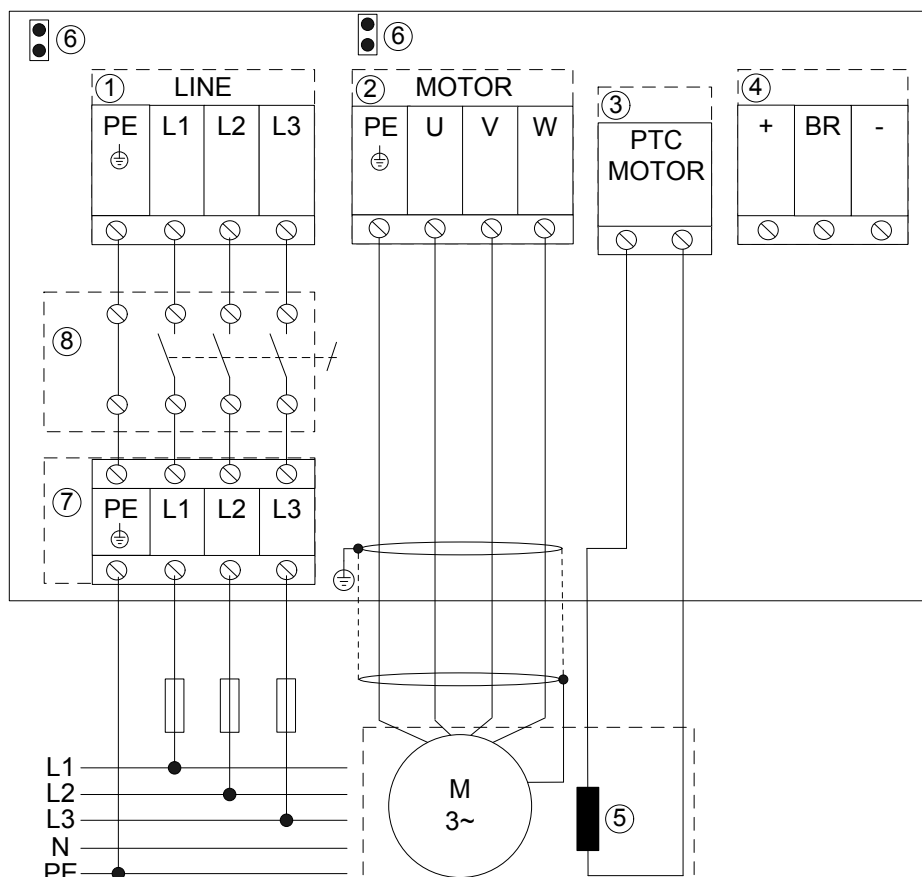 6
6
1 LINE
PE L1 L2 L3
2 MOTOR
PE U V W
3
PTC
MOTOR
4
+ BR -
8
7
PE L1 L2 L3
L1
L2
L3
N
PE
M
3~
5